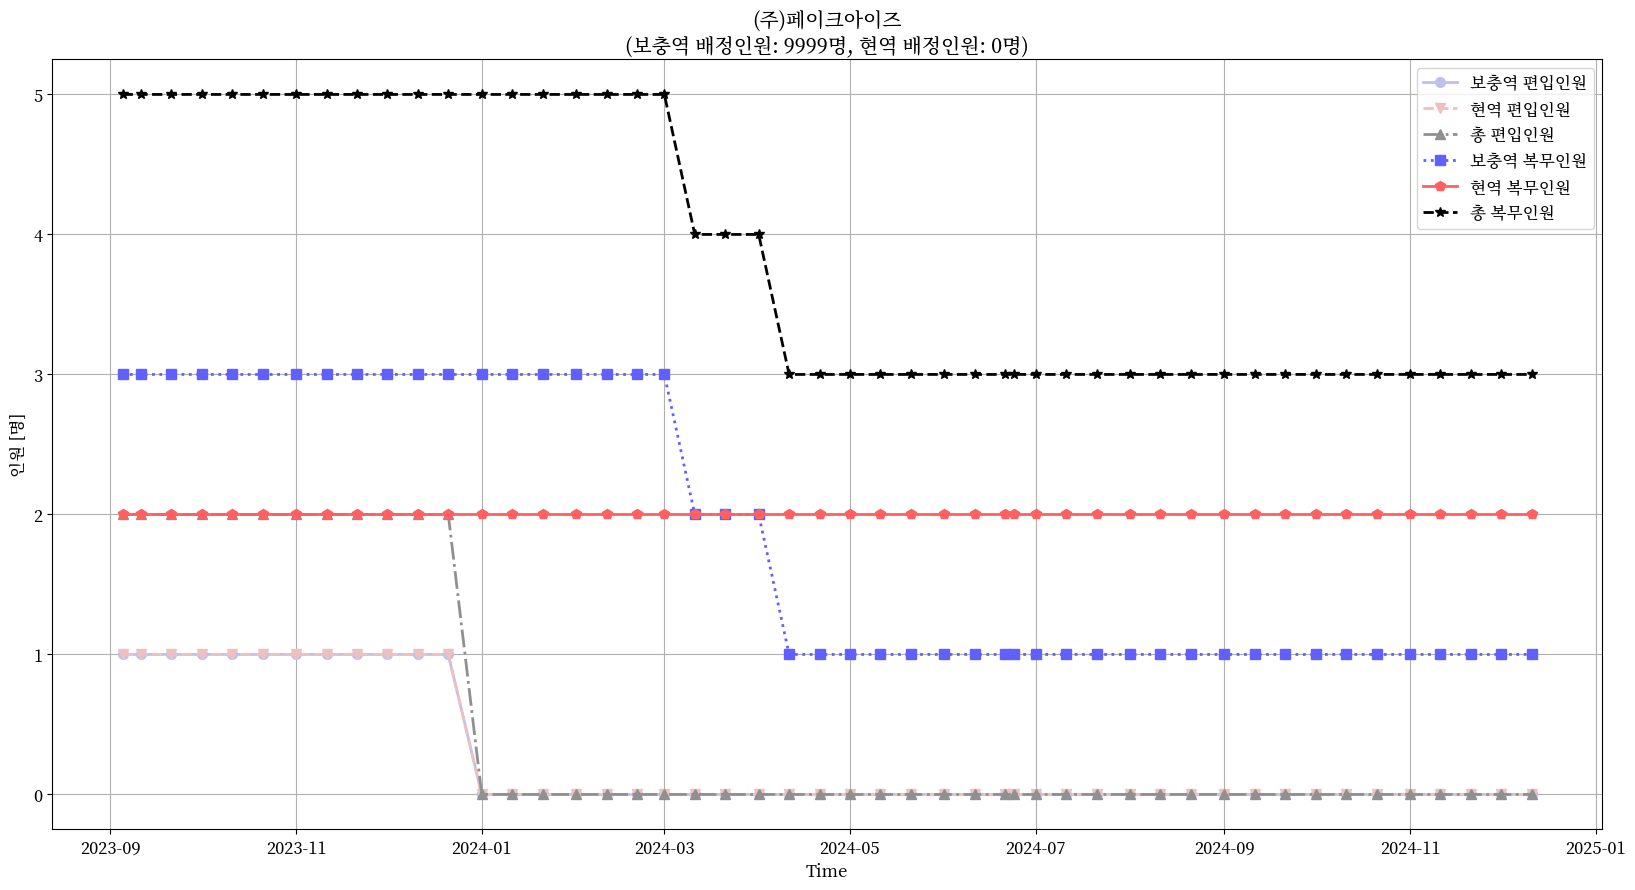 (주)페이크아이즈
(보충역 배정인원: 9999명, 현역 배정인원: 0명)
보충역 편입인원
현역 편입인원
총 편입인원
보충역 복무인원
현역 복무인원
총 복무인원
인원 [명]
5
4
3
2
1
0
2023-09
2023-11
2024-01
2024-03
2024-05
2024-07
2024-09
2024-11
2025-01
Time